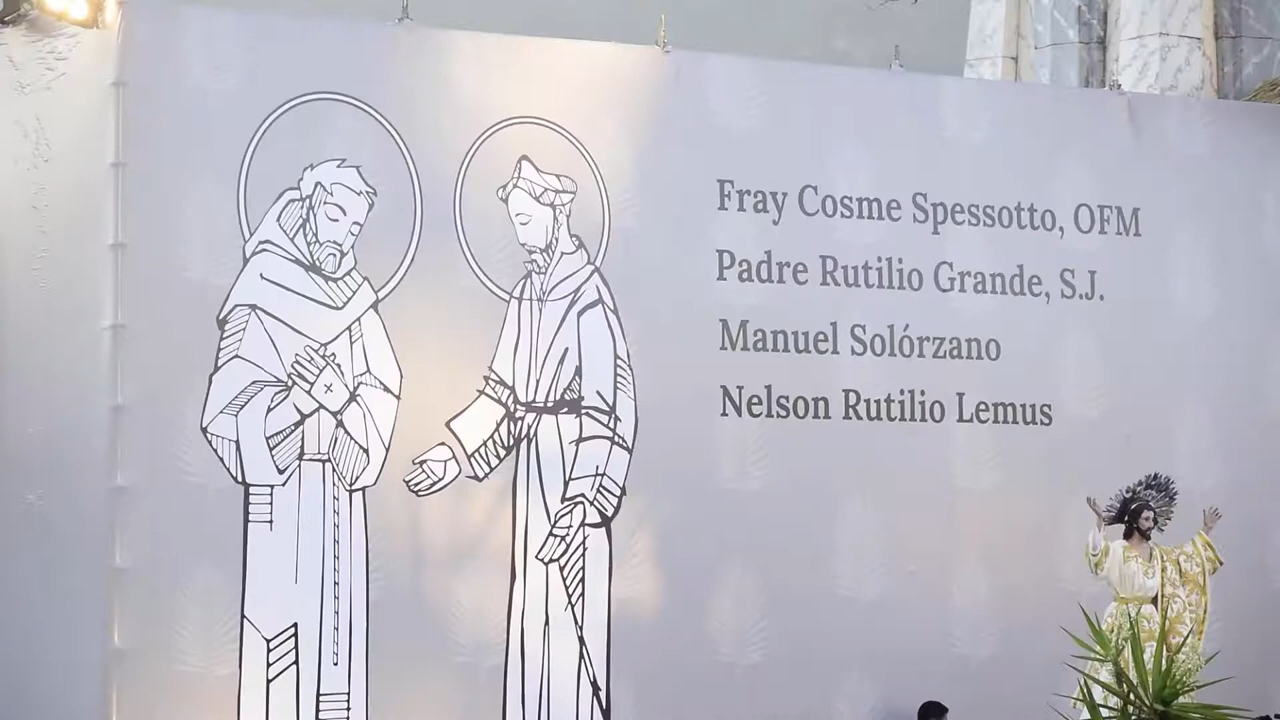 Fray Cosme Spessotto, OFM
Padre Rutilio Grande, S.J.
Manuel Solórzano
Nelson Rutilio Lemus